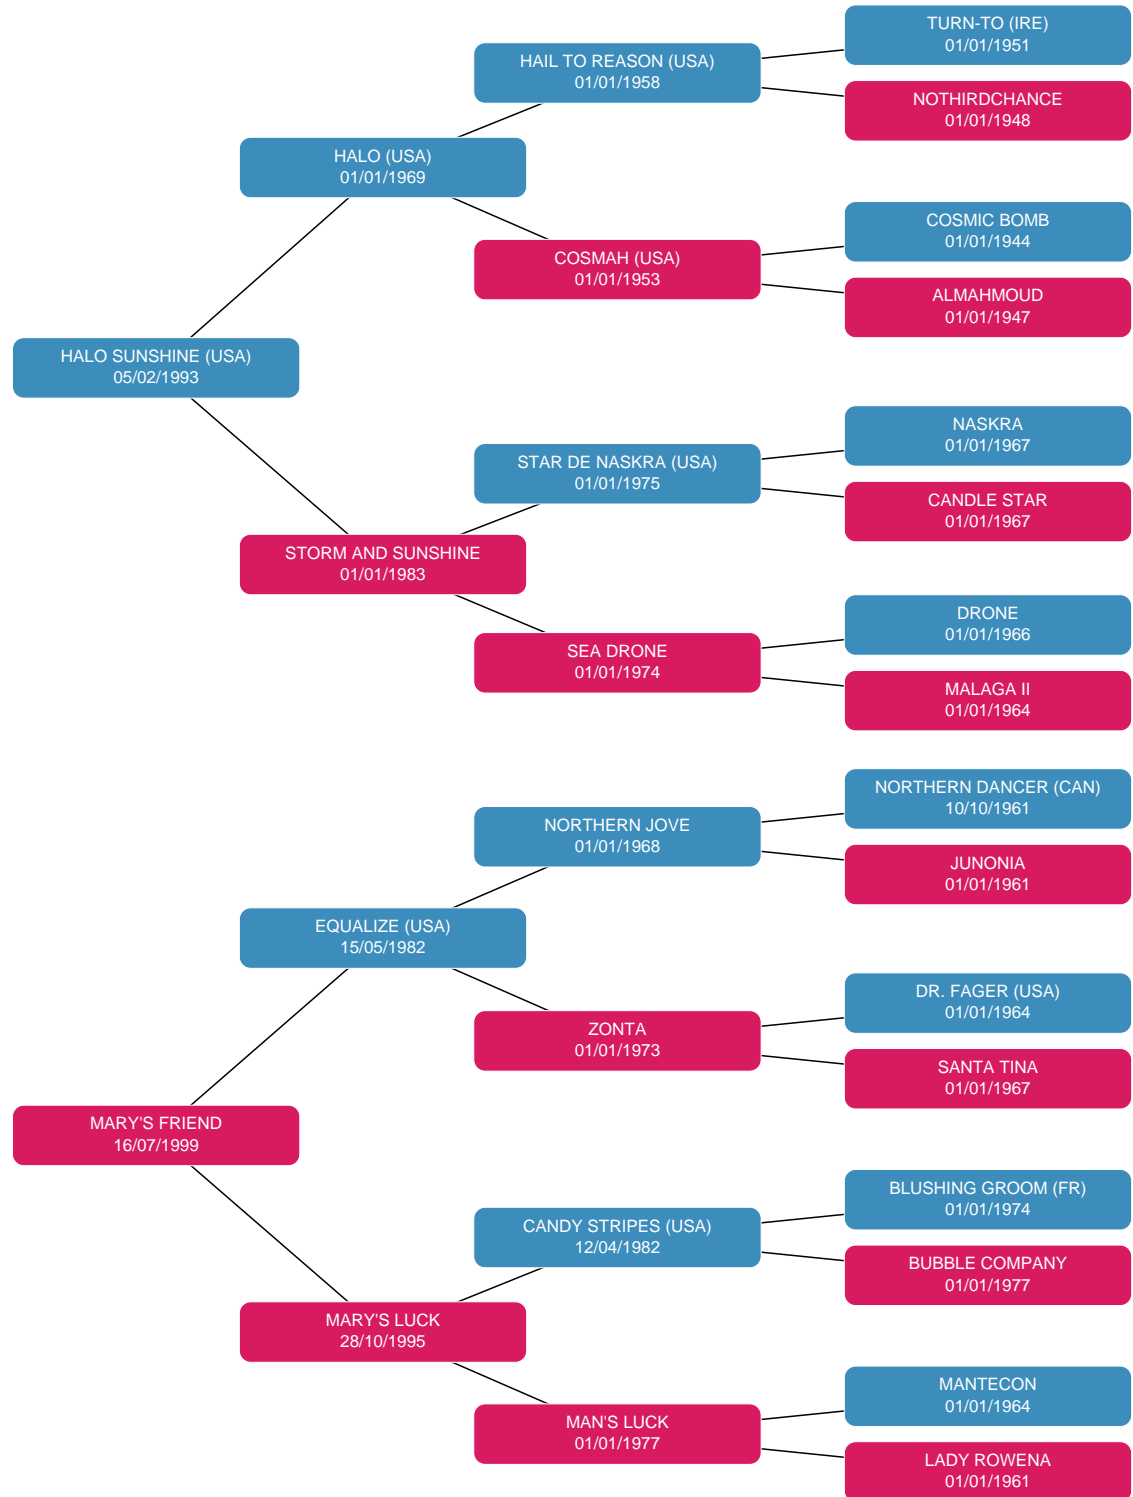 TURN-TO (IRE)
01/01/1951
HAIL TO REASON (USA)
01/01/1958
NOTHIRDCHANCE
01/01/1948
HALO (USA)
01/01/1969
COSMIC BOMB
01/01/1944
COSMAH (USA)
01/01/1953
ALMAHMOUD
01/01/1947
HALO SUNSHINE (USA)
05/02/1993
NASKRA
01/01/1967
STAR DE NASKRA (USA)
01/01/1975
CANDLE STAR
01/01/1967
STORM AND SUNSHINE
01/01/1983
DRONE
01/01/1966
SEA DRONE
01/01/1974
MALAGA II
01/01/1964
NORTHERN DANCER (CAN)
10/10/1961
NORTHERN JOVE
01/01/1968
JUNONIA
01/01/1961
EQUALIZE (USA)
15/05/1982
DR. FAGER (USA)
01/01/1964
ZONTA
01/01/1973
SANTA TINA
01/01/1967
MARY'S FRIEND
16/07/1999
BLUSHING GROOM (FR)
01/01/1974
CANDY STRIPES (USA)
12/04/1982
BUBBLE COMPANY
01/01/1977
MARY'S LUCK
28/10/1995
MANTECON
01/01/1964
MAN'S LUCK
01/01/1977
LADY ROWENA
01/01/1961